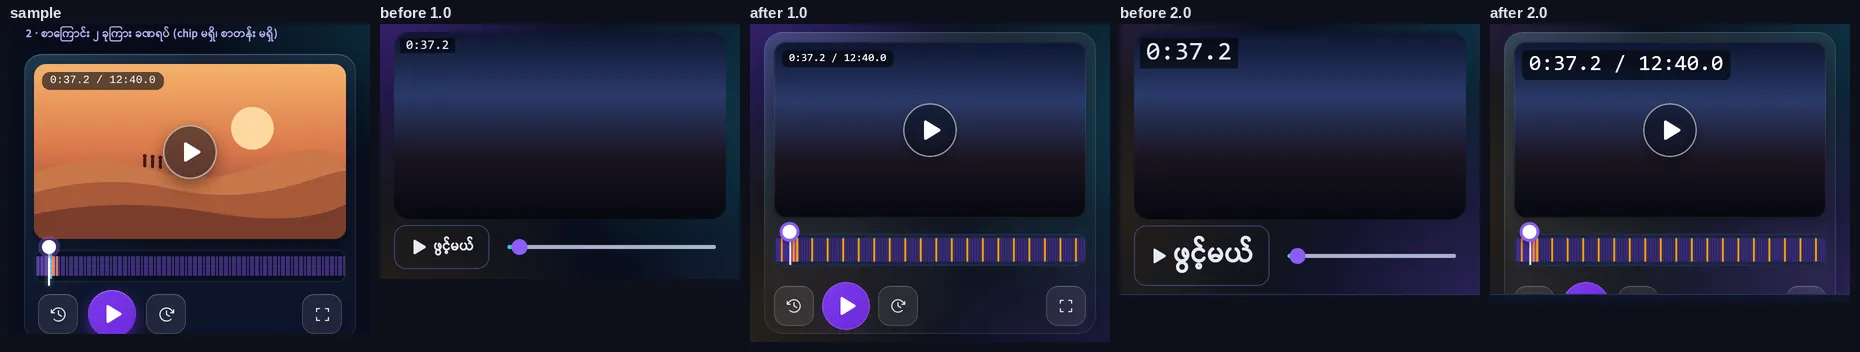 sample
before 1.0
after 1.0
before 2.0
after 2.0
2 · စာကြောင်း ၂ ခုကြား ခဏရပ် (chip မရှိ၊ စာတန်း မရှိ)
0:37.2 / 12:40.0
0:37.2
0:37.2 / 12:40.0
0:37.2
0:37.2 / 12:40.0
ဖွင့်မယ်
ဖွင့်မယ်